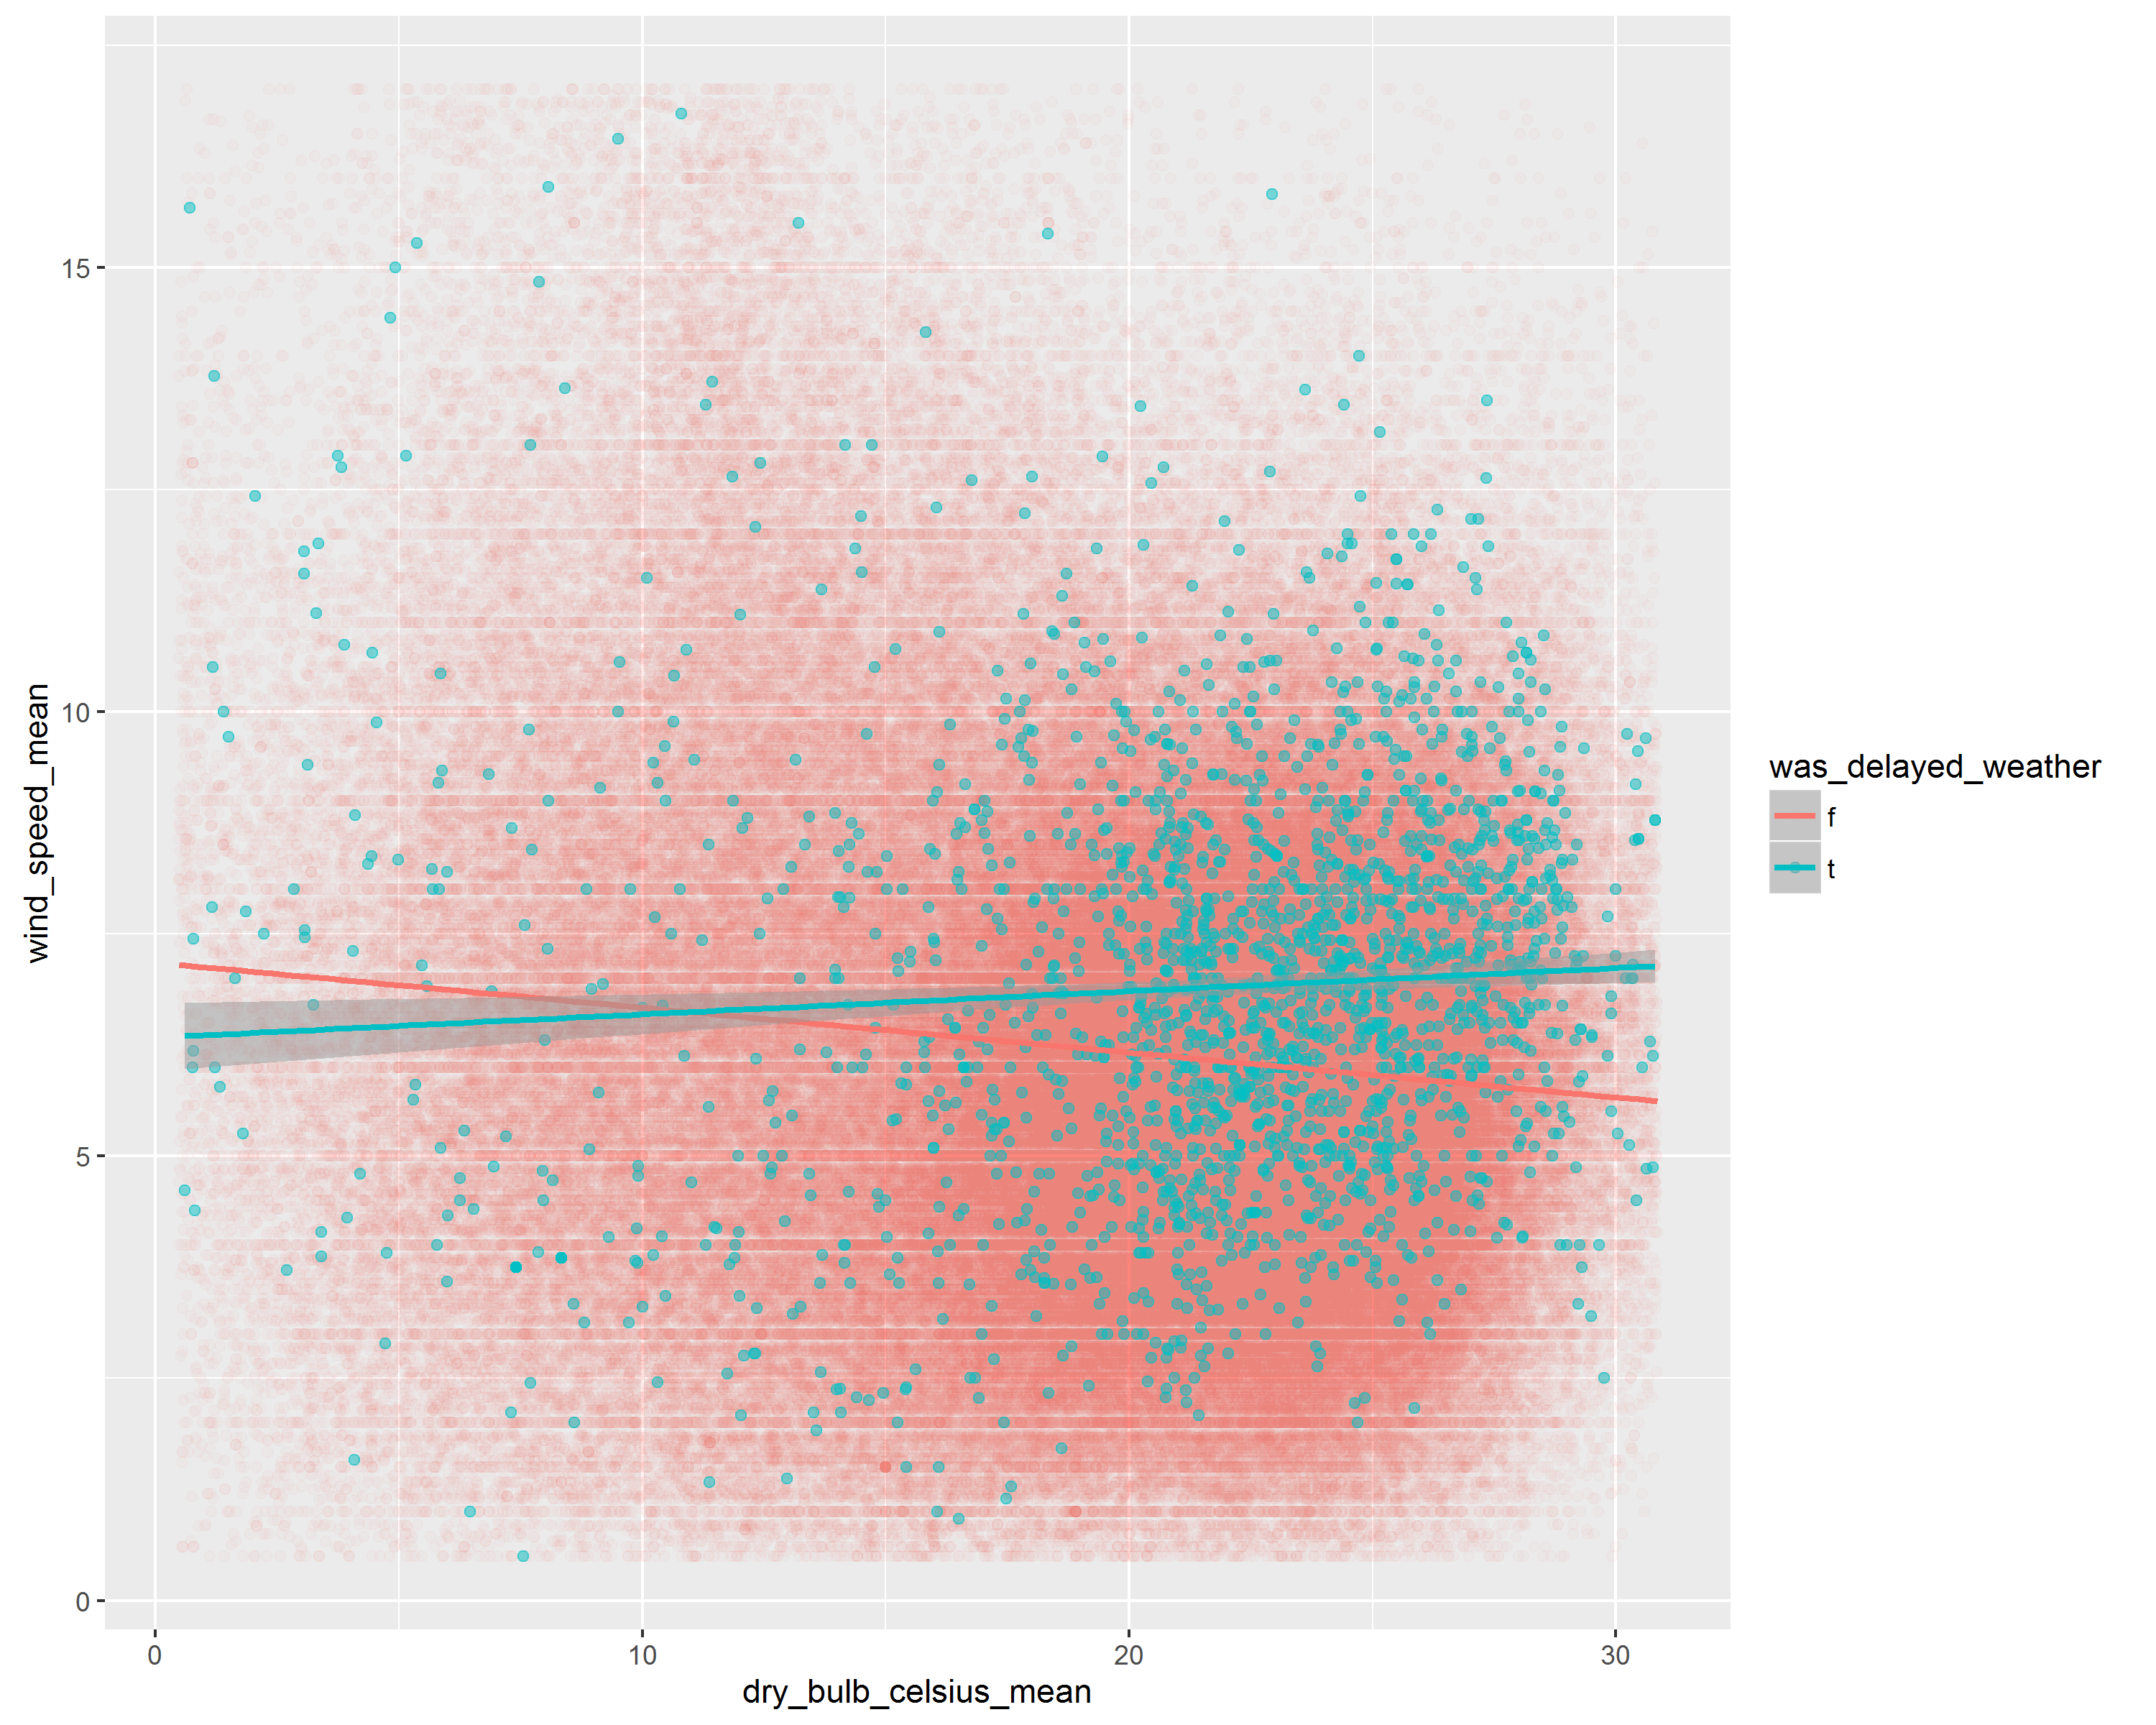 15
10
5
0
wind_speed_mean
0 10 20 30
dry_bulb_celsius_mean
was_delayed_weather
f
t